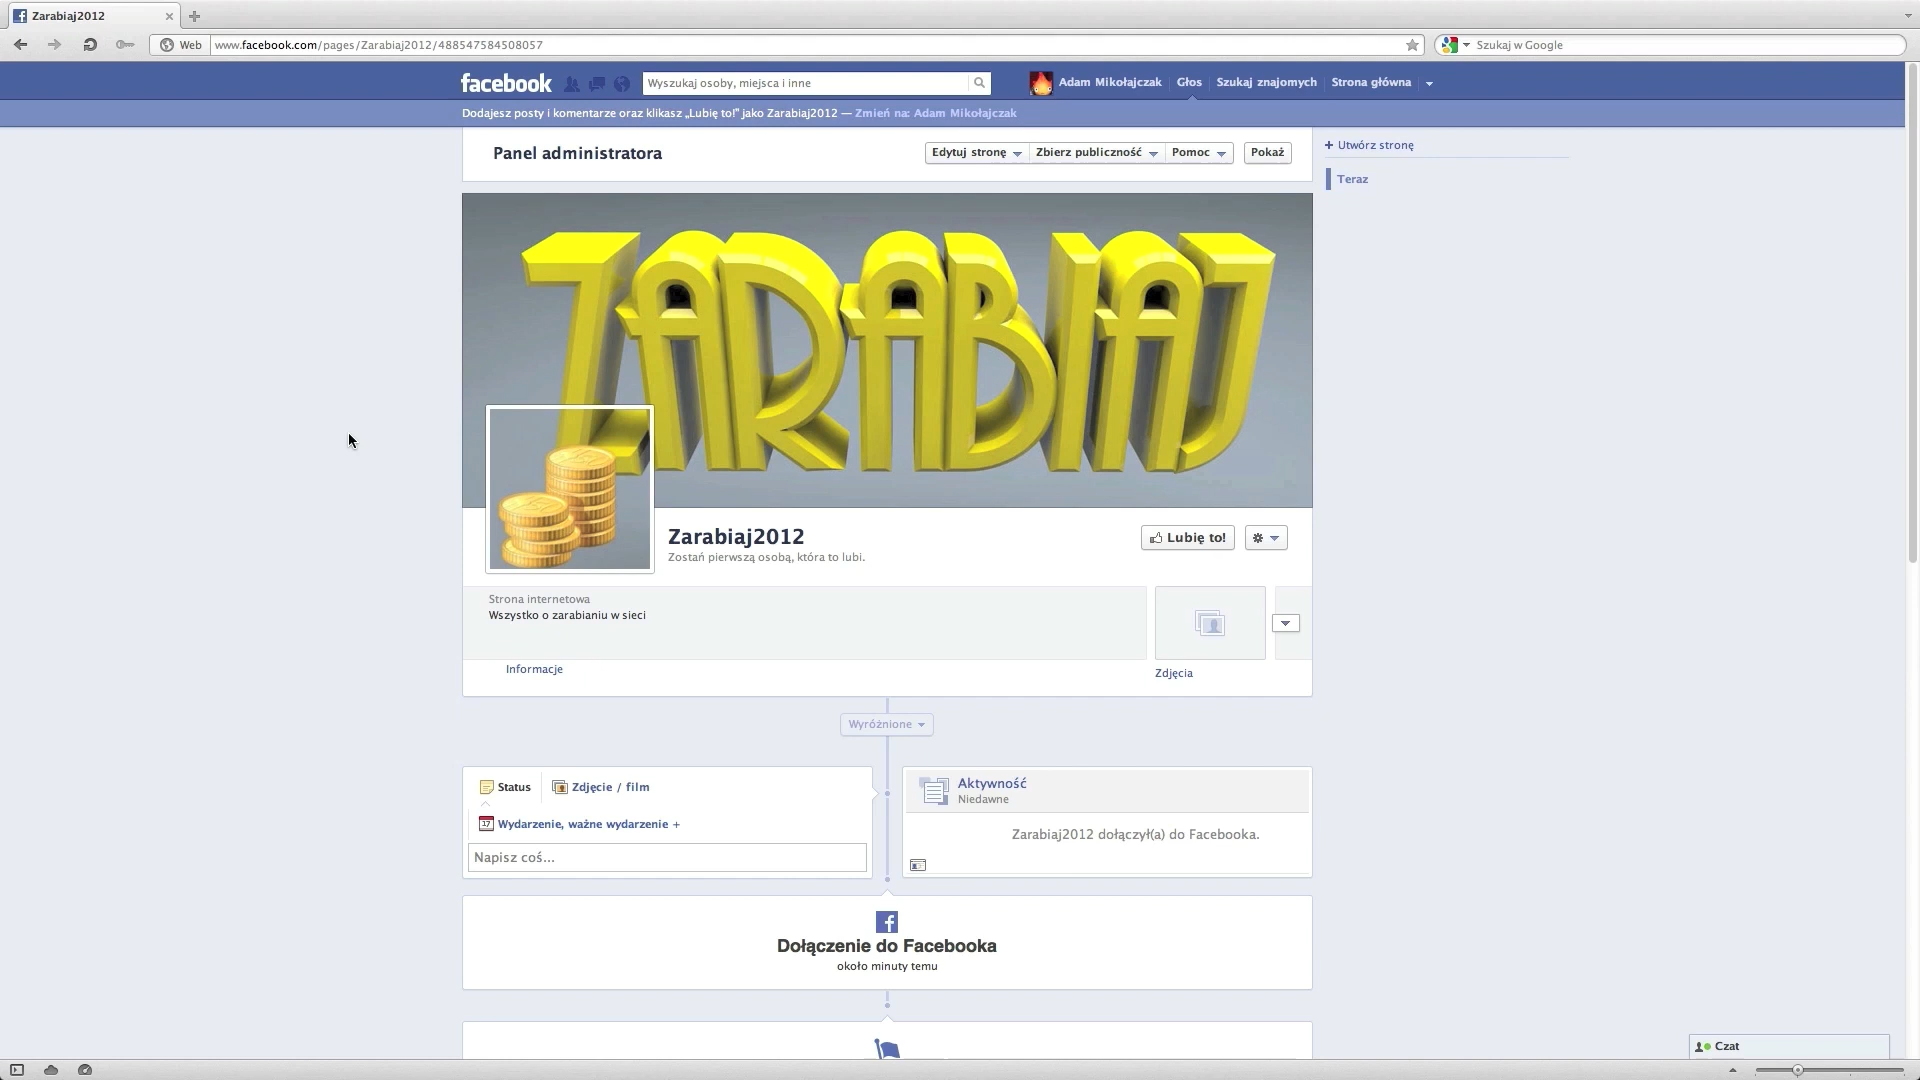 Zarabiaj2012
Web
www.facebook.com/pages/Zarabiaj2012/488547584508057
Szukaj w Google
facebook
Wyszukaj osoby, miejsca i inne
Adam Mikołajczak
Głos
Szukaj znajomych
Strona główna
Dodajesz posty i komentarze oraz klikasz „Lubię to!” jako Zarabiaj2012 — Zmień na: Adam Mikołajczak
Panel administratora
Edytuj stronę
Zbierz publiczność
Pomoc
Pokaż
+ Utwórz stronę
Teraz
ZARABIAJ
Zarabiaj2012
Zostań pierwszą osobą, która to lubi.
Lubię to!
Strona internetowa
Wszystko o zarabianiu w sieci
Informacje
Zdjęcia
Wyróżnione
Status
Zdjęcie / film
17
Wydarzenie, ważne wydarzenie +
Napisz coś...
Aktywność
Niedawne
Zarabiaj2012 dołączył(a) do Facebooka.
Dołączenie do Facebooka
około minuty temu
Czat